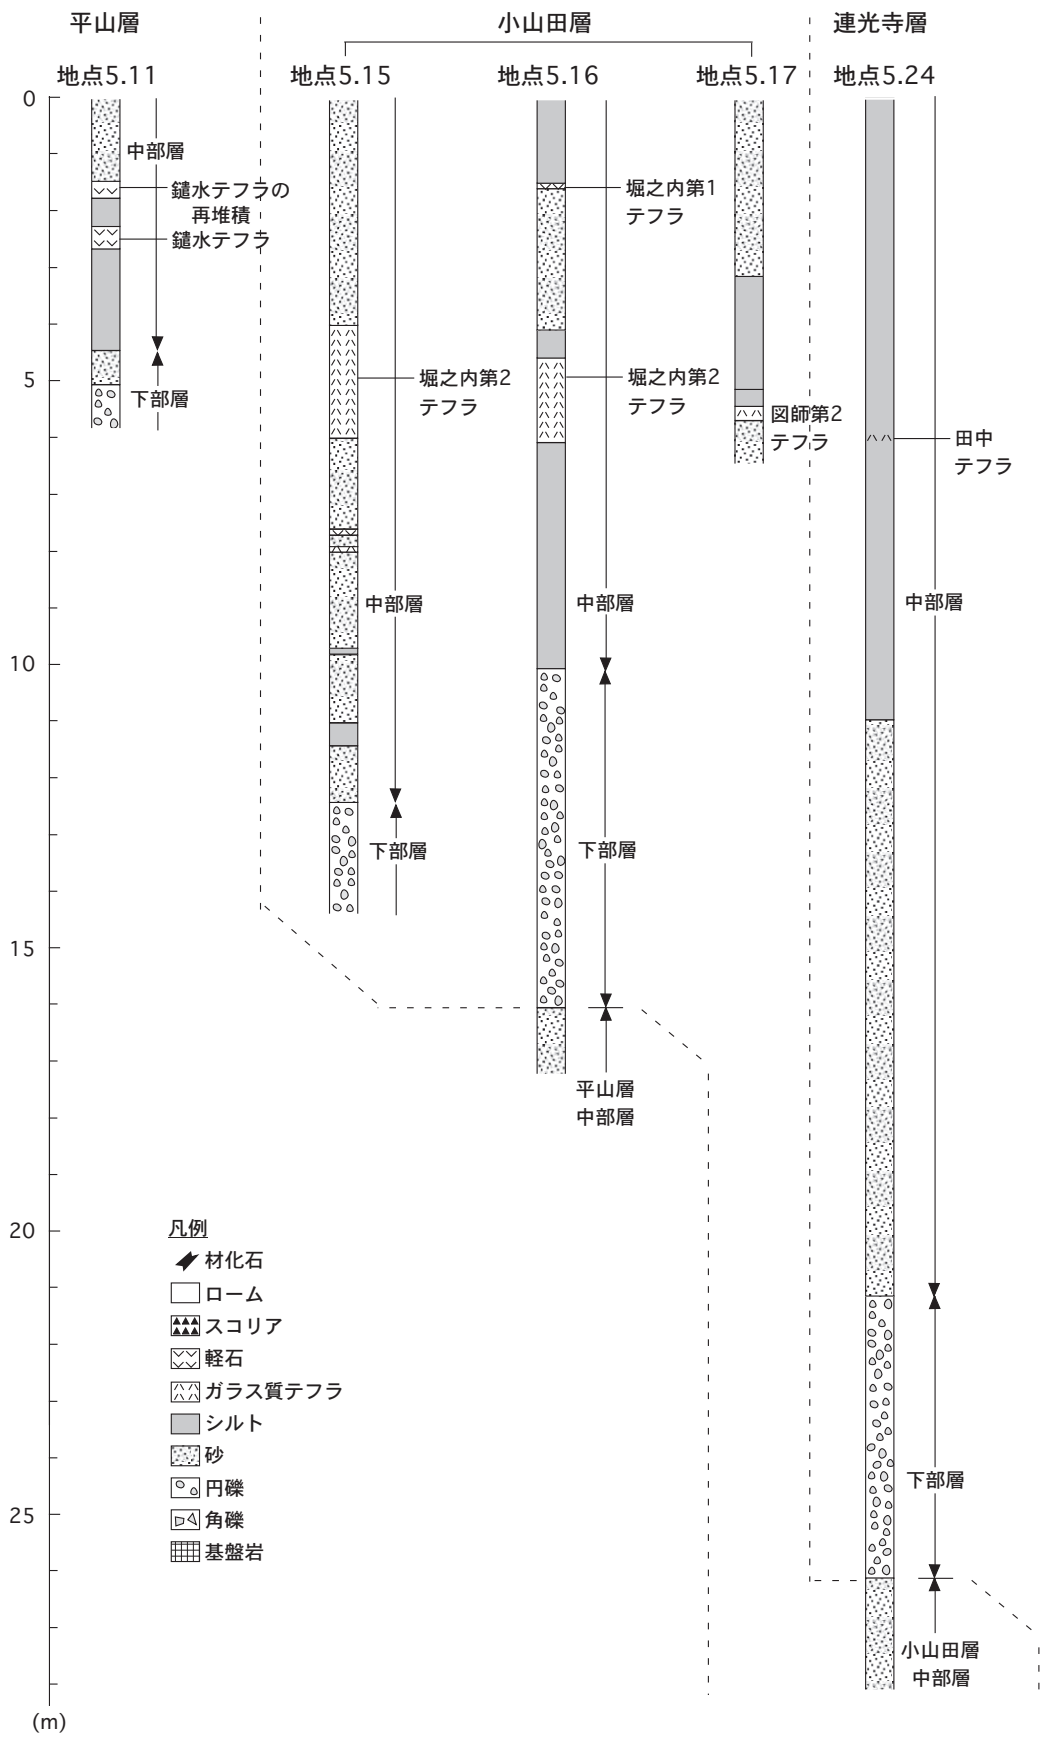 平山層
小山田層
連光寺層
地点5.11
地点5.15
地点5.16
地点5.17
地点5.24
0
5
10
15
20
25
(m)
中部層
鑓水テフラの
再堆積
鑓水テフラ
下部層
堀之内第2
テフラ
中部層
下部層
堀之内第1
テフラ
堀之内第2
テフラ
中部層
下部層
平山層
中部層
図師第2
テフラ
田中
テフラ
中部層
下部層
小山田層
中部層
凡例
材化石
ローム
スコリア
軽石
ガラス質テフラ
シルト
砂
円礫
角礫
基盤岩